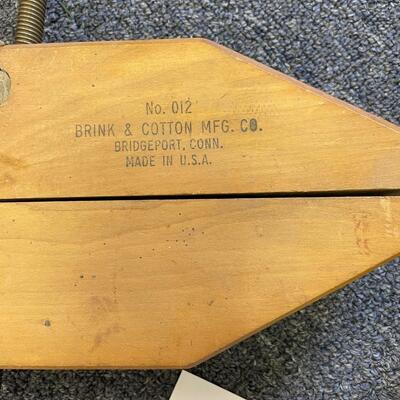 No. 012
BRINK & COTTON MFG. CO.
BRIDGEPORT, CONN.
MADE IN U.S.A.